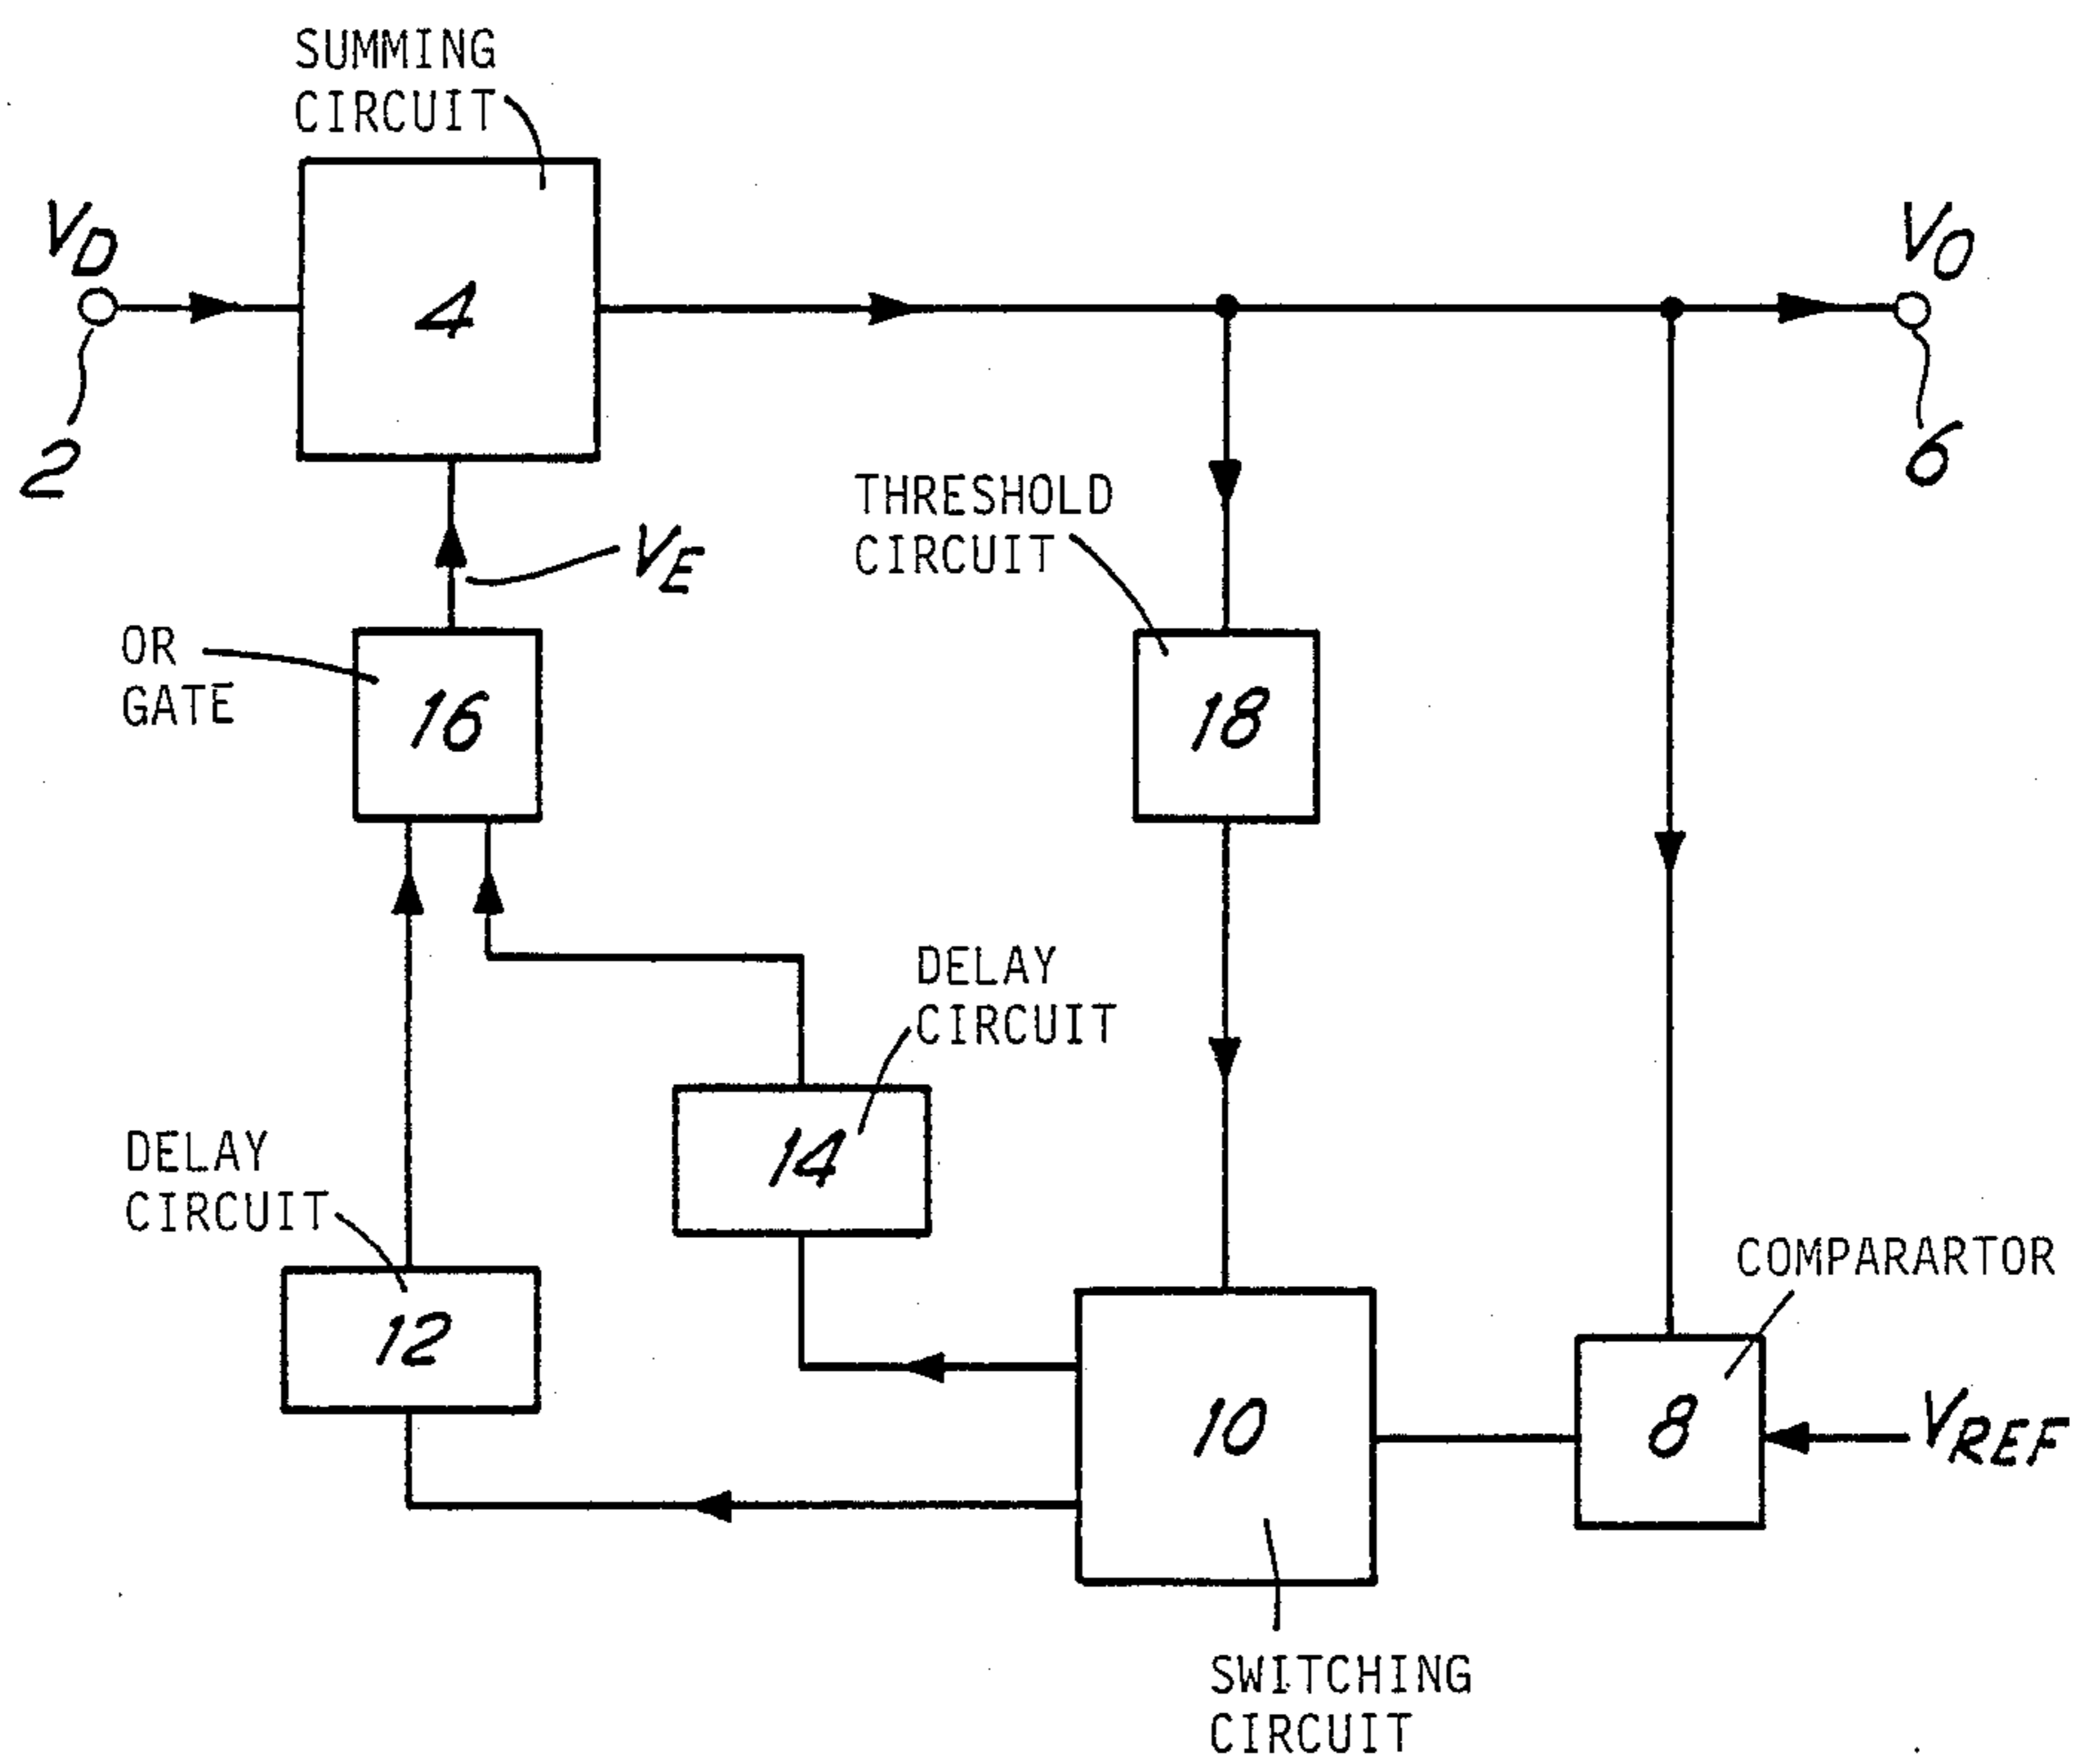 SUMMING
CIRCUIT
VD
4
VO
2
6
THRESHOLD
CIRCUIT
VE
OR
GATE
16
18
DELAY
CIRCUIT
14
DELAY
CIRCUIT
12
COMPARARTOR
10
8
VREF
SWITCHING
CIRCUIT